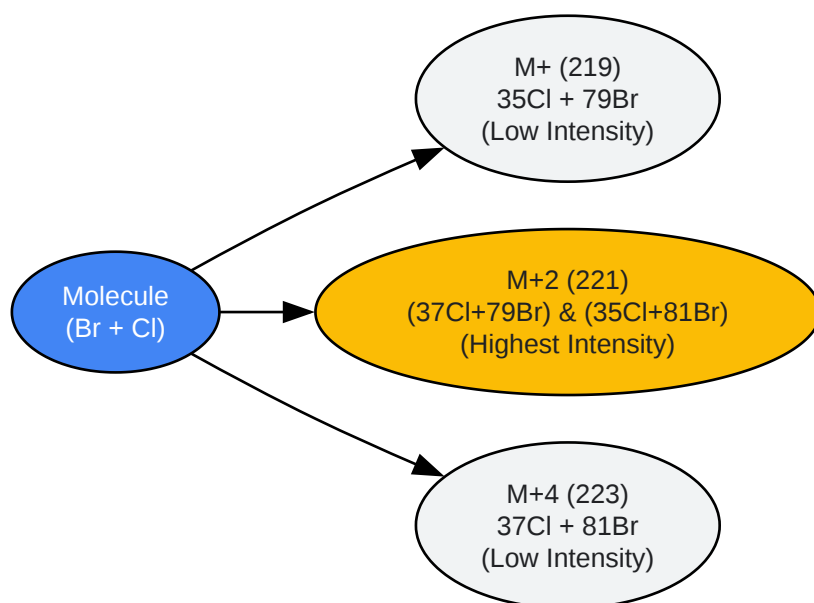 M+ (219)
35Cl + 79Br
(Low Intensity)
Molecule
(Br + Cl)
M+2 (221)
(37Cl+79Br) & (35Cl+81Br)
(Highest Intensity)
M+4 (223)
37Cl + 81Br
(Low Intensity)